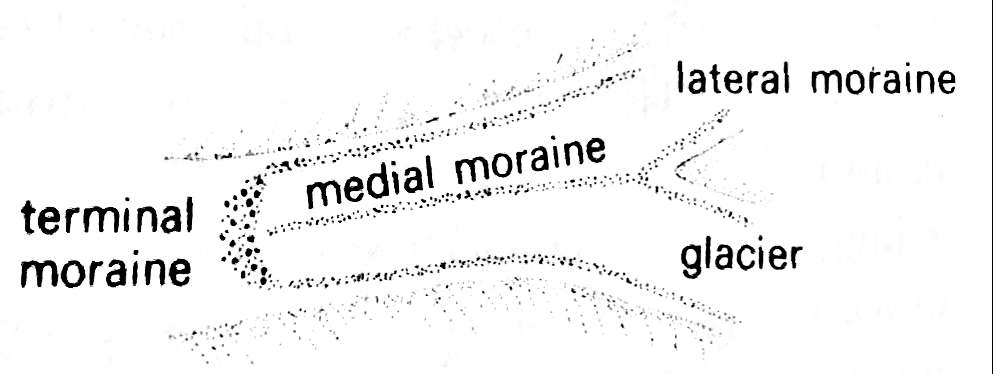 lateral moraine
medial moraine
terminal
moraine
glacier